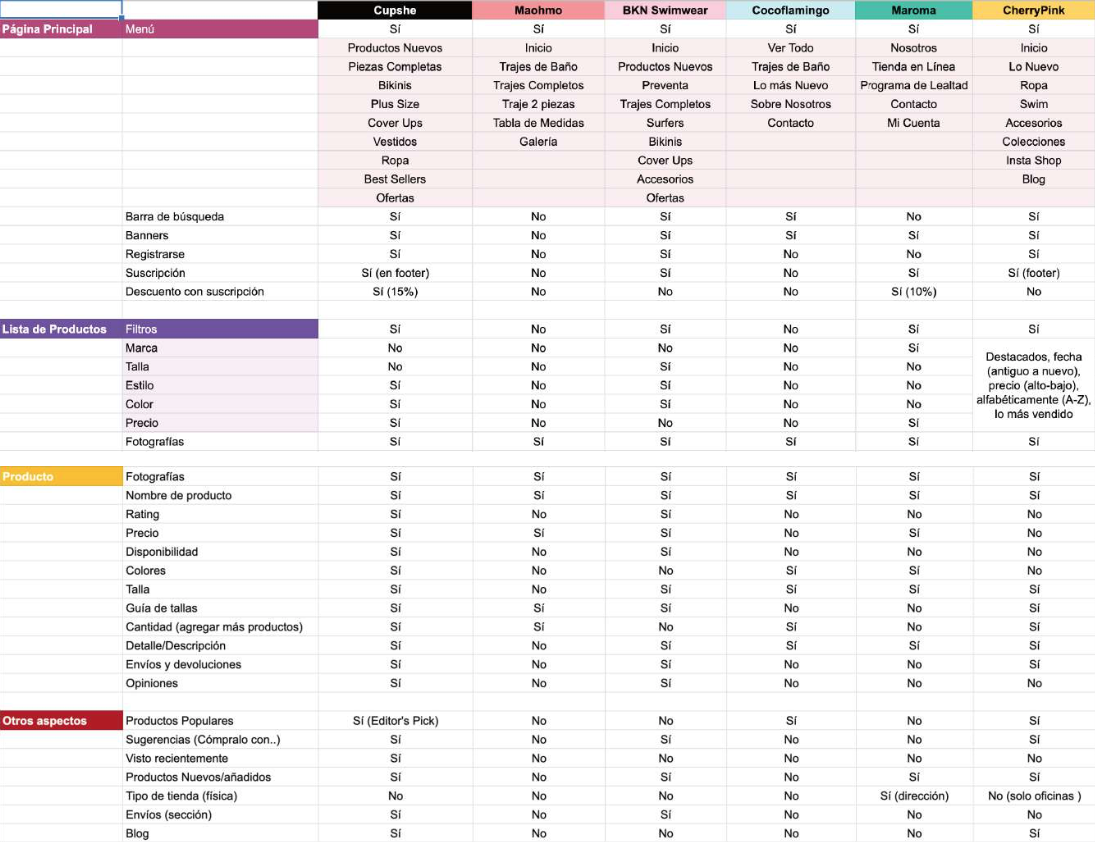 Cupshe Maohmo BKN Swimwear Cocoflamingo Maroma CherryPink
Página Principal Menú Sí Sí Sí Sí Sí Sí
Productos Nuevos Inicio Inicio Ver Todo Nosotros Inicio
Piezas Completas Trajes de Baño Productos Nuevos Trajes de Baño Tienda en Línea Lo Nuevo
Bikinis Trajes Completos Preventa Lo más Nuevo Programa de Lealtad Ropa
Plus Size Traje 2 piezas Trajes Completos Sobre Nosotros Contacto Swim
Cover Ups Tabla de Medidas Surfers Contacto Mi Cuenta Accesorios
Vestidos Galería Bikinis Colecciones
Ropa Cover Ups Insta Shop
Best Sellers Accesorios Blog
Ofertas Ofertas
Barra de búsqueda Sí No Sí Sí No Sí
Banners Sí No Sí Sí Sí Sí
Registrarse Sí No Sí No No Sí
Suscripción Sí (en footer) No Sí No Sí Sí (footer)
Descuento con suscripción Sí (15%) No No No Sí (10%) No
Lista de Productos Filtros Sí No Sí No Sí Sí
Marca No No No No Sí
Talla No No Sí No No
Estilo Sí No Sí No No
Color Sí No Sí No No
Precio Sí No No No Sí
Destacados, fecha
(antiguo a nuevo),
precio (alto-bajo),
alfabéticamente (A-Z),
lo más vendido
Fotografías Sí Sí Sí Sí Sí Sí
Producto Fotografías Sí Sí Sí Sí Sí Sí
Nombre de producto Sí Sí Sí Sí Sí Sí
Rating Sí No Sí No No No
Precio Sí Sí Sí No Sí No
Disponibilidad Sí No Sí No No No
Colores Sí No No Sí Sí No
Talla Sí No Sí Sí Sí Sí
Guía de tallas Sí Sí Sí No No Sí
Cantidad (agregar más productos) Sí Sí No Sí No Sí
Detalle/Descripción Sí No Sí Sí Sí Sí
Envíos y devoluciones Sí No Sí No No Sí
Opiniones Sí No Sí No No No
Otros aspectos Productos Populares Sí (Editor's Pick) No No Sí No Sí
Sugerencias (Cómpralo con..) Sí No Sí No No Sí
Visto recientemente Sí No No No No No
Productos Nuevos/añadidos Sí No Sí No Sí Sí
Tipo de tienda (física) No No No No Sí (dirección) No (solo oficinas )
Envíos (sección) Sí No Sí No No No
Blog Sí No No No No Sí